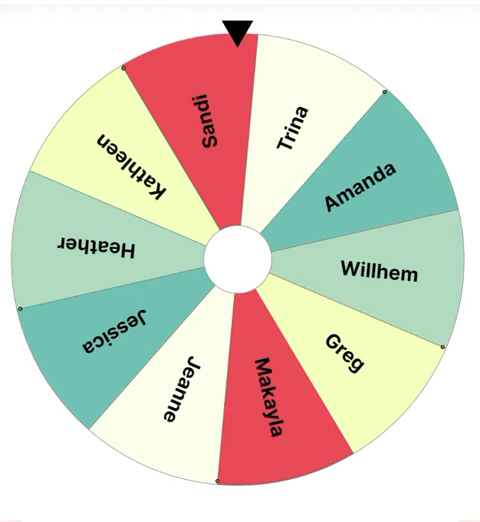 Sandi
Trina
Amanda
Willhem
Greg
Makayla
Jeanne
Jessica
Heather
Kathleen